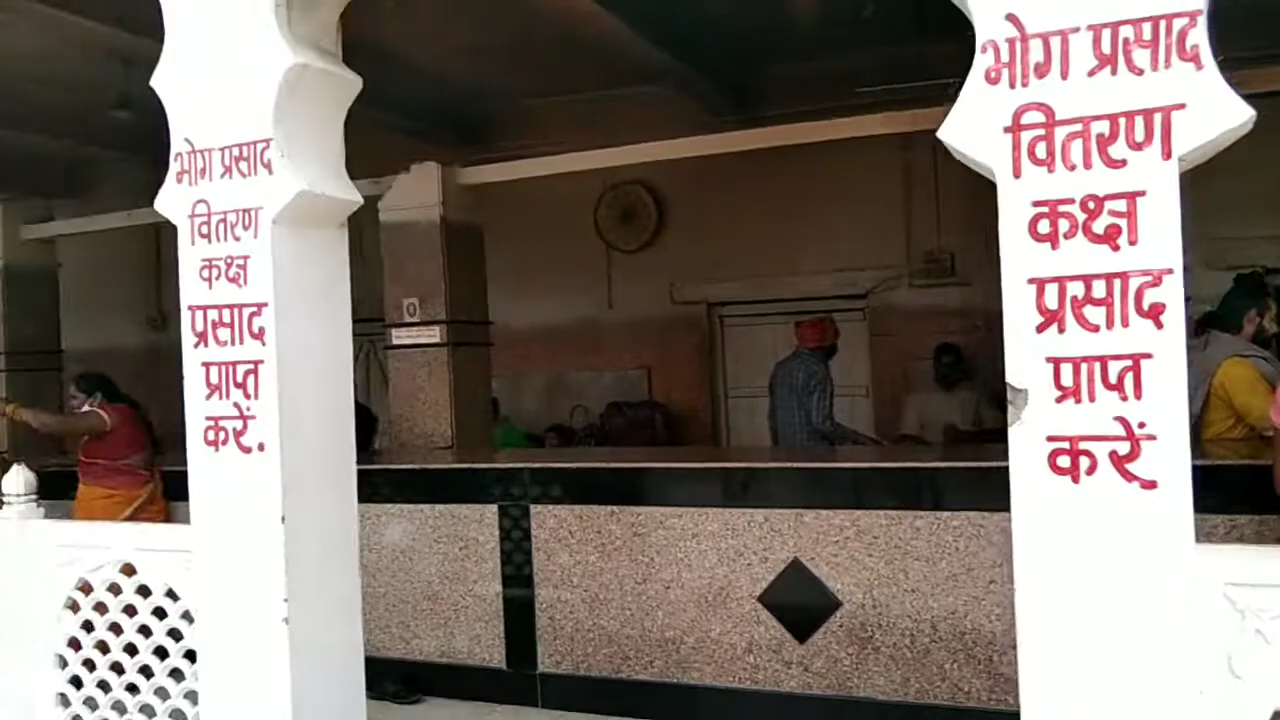 भोग प्रसाद
वितरण
कक्ष
प्रसाद
प्राप्त
करें.
भोग प्रसाद
वितरण
कक्ष
प्रसाद
प्राप्त
करें